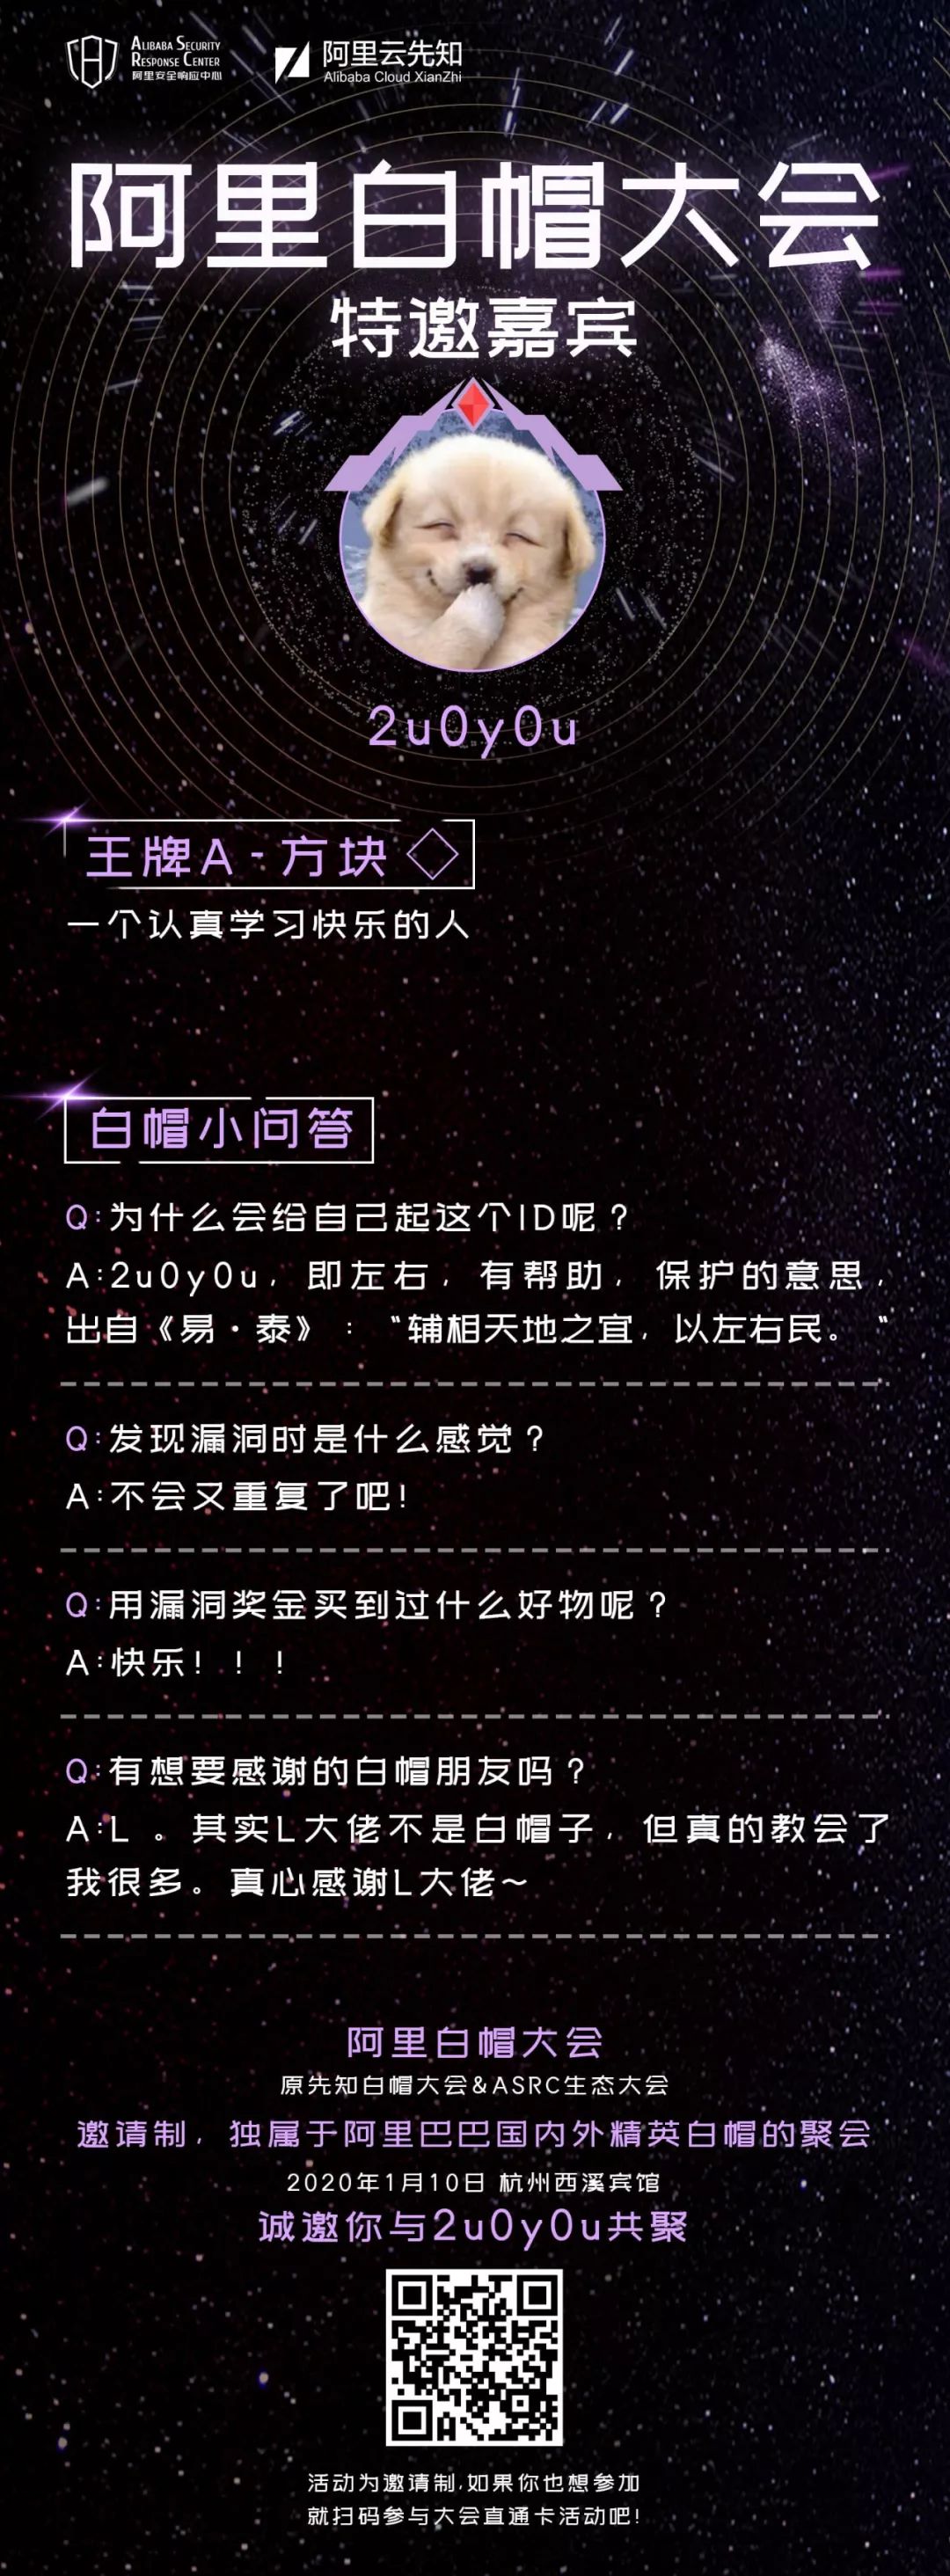 ALIBABA SECURITY
RESPONSE CENTER
阿里安全响应中心
阿里云先知
Alibaba Cloud XianZhi
阿里白帽大会
特邀嘉宾
2u0y0u
王牌A-方块
一个认真学习快乐的人
白帽小问答
Q:为什么会给自己起这个ID呢？
A:2u0y0u，即左右，有帮助，保护的意思，
出自《易·泰》：“辅相天地之宜，以左右民。“
Q:发现漏洞时是什么感觉？
A:不会又重复了吧！
Q:用漏洞奖金买到过什么好物呢？
A:快乐！！！
Q:有想要感谢的白帽朋友吗？
A:L。其实L大佬不是白帽子，但真的教会了
我很多。真心感谢L大佬~
阿里白帽大会
原先知白帽大会&ASRC生态大会
邀请制，独属于阿里巴巴国内外精英白帽的聚会
2020年1月10日 杭州西溪宾馆
诚邀你与2u0y0u共聚
活动为邀请制,如果你也想参加
就扫码参与大会直通卡活动吧！